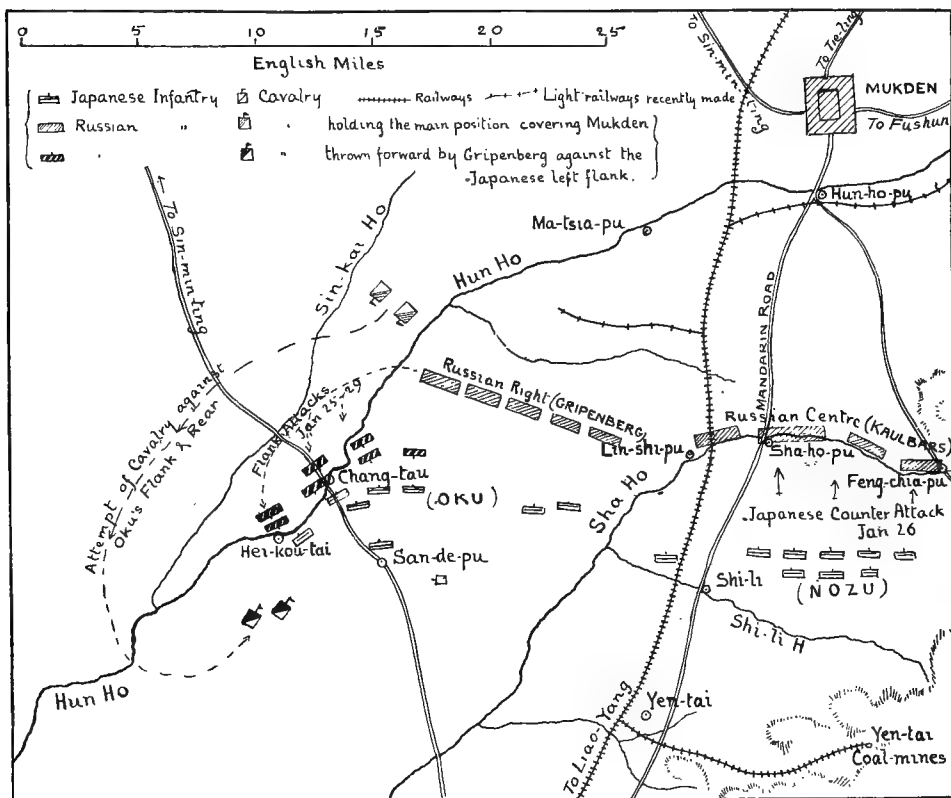 0 5 10 15 20 25
English Miles
Japanese Infantry Cavalry Railways Light railways recently made
Russian " " holding the main position covering Mukden
" " thrown forward by Gripenberg against the
Japanese left flank.
To Sin-min-ting
To Tie-ling
MUKDEN
To Fushun
Hun-ho-pu
Ma-tsia-pu
Hun Ho
To Sin-minting
Sin-kai Ho
MANDARIN ROAD
Attempt of Cavalry against
Oku's Flank & Rear
Flank Attacks
Jan 25-29
Russian Right (GRIPENBERG)
Russian Centre (KAULBARS)
Lin-shi-pu
Sha-ho-pu
Feng-chia-pu
Chang-tau
(OKU)
Sha Ho
Japanese Counter Attack
Jan 26
Hei-kou-tai
San-de-pu
Shi-li
(NOZU)
Shi-li H
Hun Ho
Yen-tai
To Liao-Yang
Yen-tai
Coal-mines